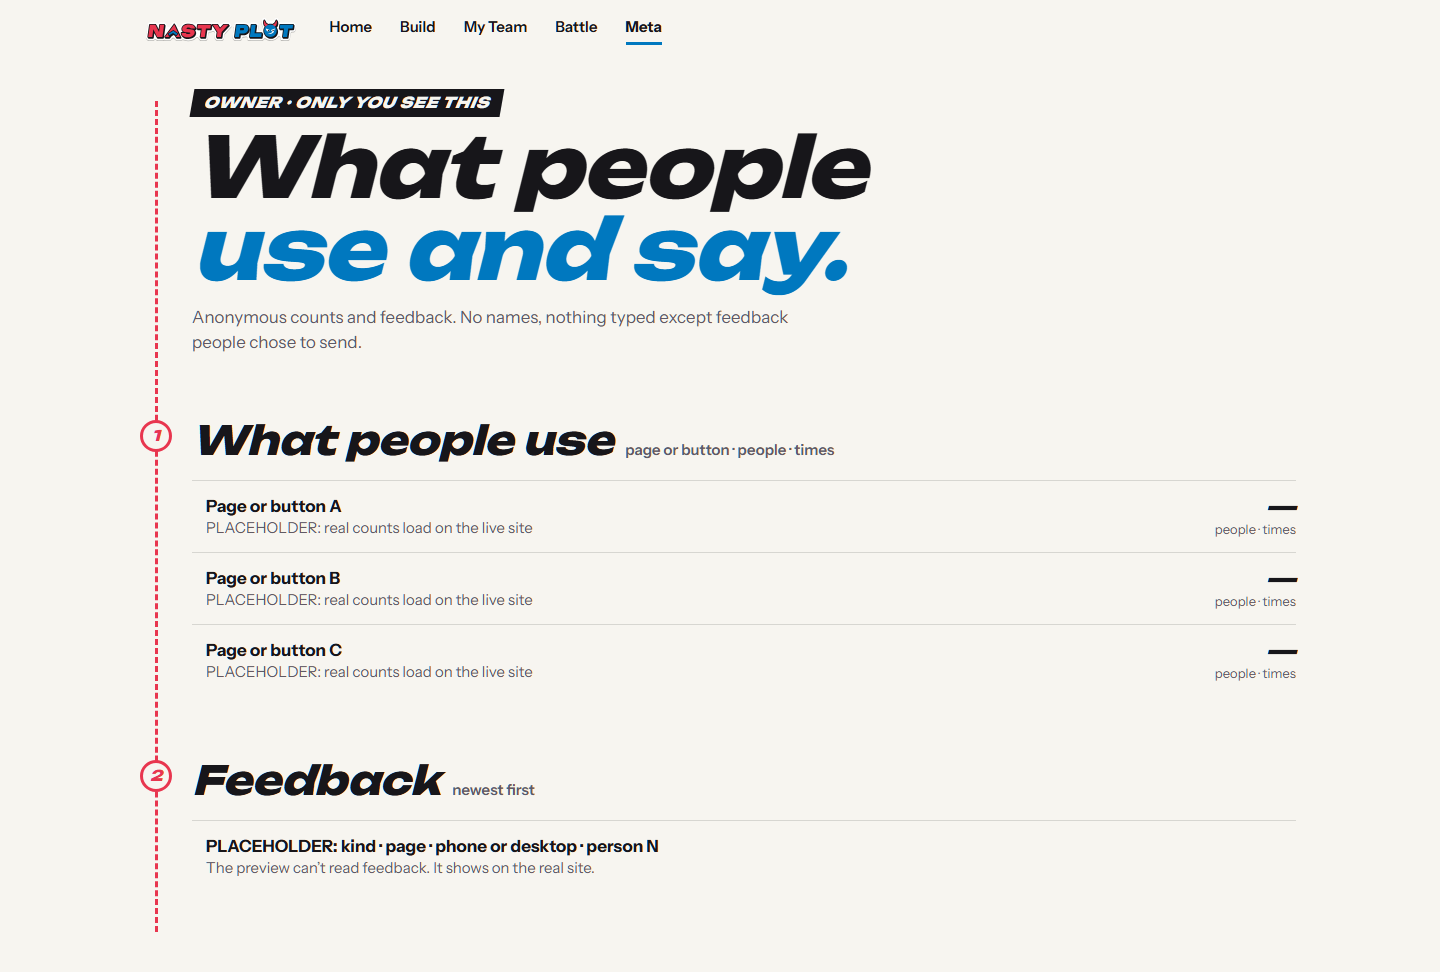 NASTY PLOT Home Build My Team Battle Meta
OWNER · ONLY YOU SEE THIS
What people
use and say.
Anonymous counts and feedback. No names, nothing typed except feedback
people chose to send.
1 What people use page or button · people · times
Page or button A —
PLACEHOLDER: real counts load on the live site people · times
Page or button B —
PLACEHOLDER: real counts load on the live site people · times
Page or button C —
PLACEHOLDER: real counts load on the live site people · times
2 Feedback newest first
PLACEHOLDER: kind · page · phone or desktop · person N
The preview can't read feedback. It shows on the real site.